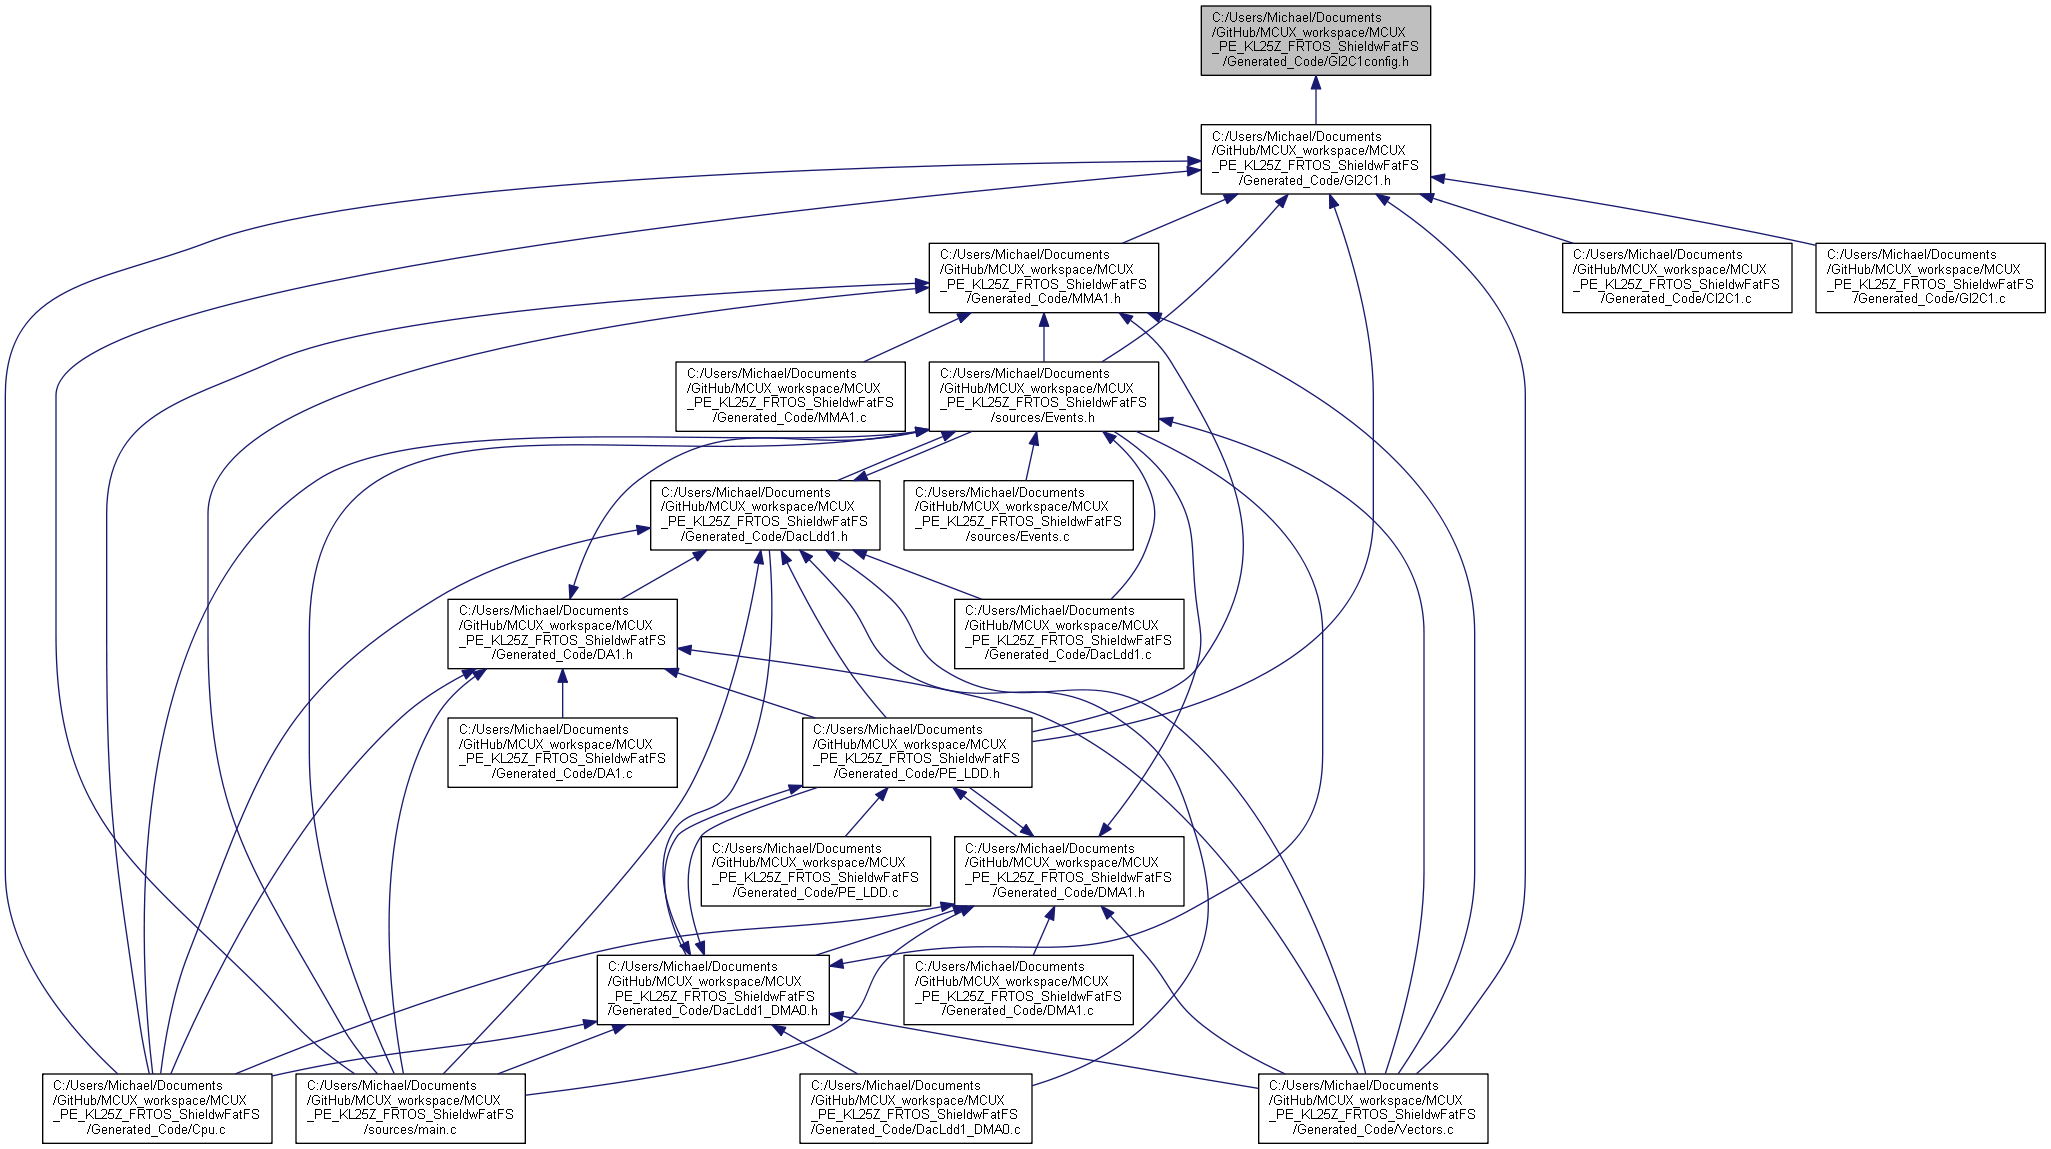 C:/Users/Michael/Documents
/GitHub/MCUX_workspace/MCUX
_PE_KL25Z_FRTOS_ShieldwFatFS
/Generated_Code/GI2C1config.h
C:/Users/Michael/Documents
/GitHub/MCUX_workspace/MCUX
_PE_KL25Z_FRTOS_ShieldwFatFS
/Generated_Code/GI2C1.h
C:/Users/Michael/Documents
/GitHub/MCUX_workspace/MCUX
_PE_KL25Z_FRTOS_ShieldwFatFS
/Generated_Code/MMA1.h
C:/Users/Michael/Documents
/GitHub/MCUX_workspace/MCUX
_PE_KL25Z_FRTOS_ShieldwFatFS
/Generated_Code/CI2C1.c
C:/Users/Michael/Documents
/GitHub/MCUX_workspace/MCUX
_PE_KL25Z_FRTOS_ShieldwFatFS
/Generated_Code/GI2C1.c
C:/Users/Michael/Documents
/GitHub/MCUX_workspace/MCUX
_PE_KL25Z_FRTOS_ShieldwFatFS
/Generated_Code/MMA1.c
C:/Users/Michael/Documents
/GitHub/MCUX_workspace/MCUX
_PE_KL25Z_FRTOS_ShieldwFatFS
/sources/Events.h
C:/Users/Michael/Documents
/GitHub/MCUX_workspace/MCUX
_PE_KL25Z_FRTOS_ShieldwFatFS
/Generated_Code/DacLdd1.h
C:/Users/Michael/Documents
/GitHub/MCUX_workspace/MCUX
_PE_KL25Z_FRTOS_ShieldwFatFS
/sources/Events.c
C:/Users/Michael/Documents
/GitHub/MCUX_workspace/MCUX
_PE_KL25Z_FRTOS_ShieldwFatFS
/Generated_Code/DA1.h
C:/Users/Michael/Documents
/GitHub/MCUX_workspace/MCUX
_PE_KL25Z_FRTOS_ShieldwFatFS
/Generated_Code/DacLdd1.c
C:/Users/Michael/Documents
/GitHub/MCUX_workspace/MCUX
_PE_KL25Z_FRTOS_ShieldwFatFS
/Generated_Code/DA1.c
C:/Users/Michael/Documents
/GitHub/MCUX_workspace/MCUX
_PE_KL25Z_FRTOS_ShieldwFatFS
/Generated_Code/PE_LDD.h
C:/Users/Michael/Documents
/GitHub/MCUX_workspace/MCUX
_PE_KL25Z_FRTOS_ShieldwFatFS
/Generated_Code/PE_LDD.c
C:/Users/Michael/Documents
/GitHub/MCUX_workspace/MCUX
_PE_KL25Z_FRTOS_ShieldwFatFS
/Generated_Code/DMA1.h
C:/Users/Michael/Documents
/GitHub/MCUX_workspace/MCUX
_PE_KL25Z_FRTOS_ShieldwFatFS
/Generated_Code/DacLdd1_DMA0.h
C:/Users/Michael/Documents
/GitHub/MCUX_workspace/MCUX
_PE_KL25Z_FRTOS_ShieldwFatFS
/Generated_Code/DMA1.c
C:/Users/Michael/Documents
/GitHub/MCUX_workspace/MCUX
_PE_KL25Z_FRTOS_ShieldwFatFS
/Generated_Code/Cpu.c
C:/Users/Michael/Documents
/GitHub/MCUX_workspace/MCUX
_PE_KL25Z_FRTOS_ShieldwFatFS
/sources/main.c
C:/Users/Michael/Documents
/GitHub/MCUX_workspace/MCUX
_PE_KL25Z_FRTOS_ShieldwFatFS
/Generated_Code/DacLdd1_DMA0.c
C:/Users/Michael/Documents
/GitHub/MCUX_workspace/MCUX
_PE_KL25Z_FRTOS_ShieldwFatFS
/Generated_Code/Vectors.c